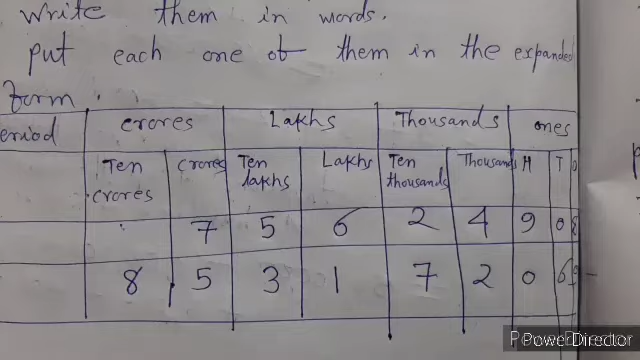 write them in words.
put each one of them in the expanded
form.
eriod crores Lakhs Thousands ones
Ten crores Crores Ten lakhs Lakhs Ten thousands Thousands H T O
7 5 6 2 4 9 0 8
8 5 3 1 7 2 0 6
PowerDirector